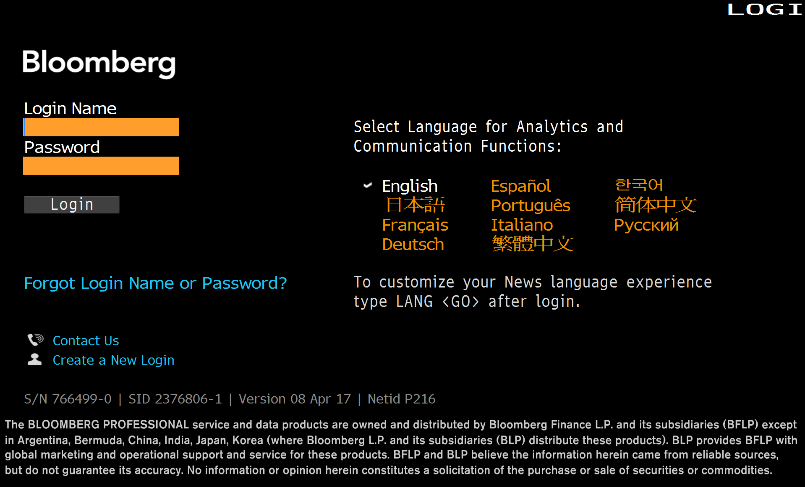 LOGI
Bloomberg
Login Name
Password
Login
Forgot Login Name or Password?
Contact Us
Create a New Login
Select Language for Analytics and
Communication Functions:
English Español 한국어
日本語 Português 简体中文
Français Italiano Русский
Deutsch 繁體中文
To customize your News language experience
type LANG <GO> after login.
S/N 766499-0 | SID 2376806-1 | Version 08 Apr 17 | Netid P216
The BLOOMBERG PROFESSIONAL service and data products are owned and distributed by Bloomberg Finance L.P. and its subsidiaries (BFLP) except
in Argentina, Bermuda, China, India, Japan, Korea (where Bloomberg L.P. and its subsidiaries (BLP) distribute these products). BLP provides BFLP with
global marketing and operational support and service for these products. BFLP and BLP believe the information herein came from reliable sources,
but do not guarantee its accuracy. No information or opinion herein constitutes a solicitation of the purchase or sale of securities or commodities.